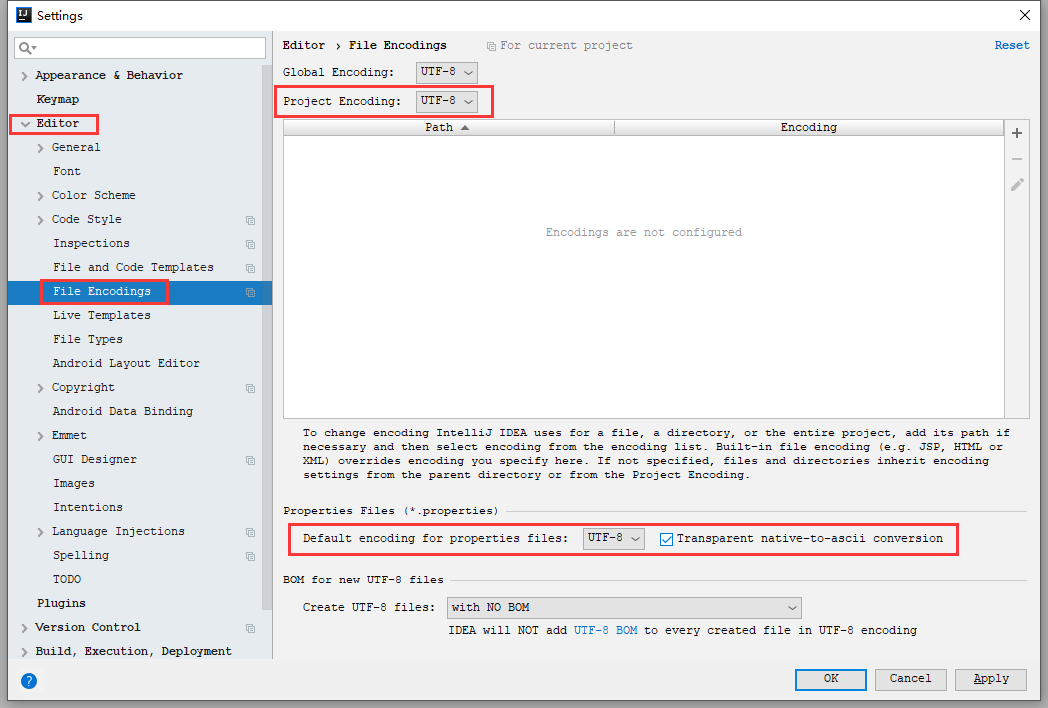 IJ Settings
Appearance & Behavior
Keymap
Editor
General
Font
Color Scheme
Code Style
Inspections
File and Code Templates
File Encodings
Live Templates
File Types
Android Layout Editor
Copyright
Android Data Binding
Emmet
GUI Designer
Images
Intentions
Language Injections
Spelling
TODO
Plugins
Version Control
Build, Execution, Deployment
?
Editor › File Encodings For current project Reset
Global Encoding: UTF-8
Project Encoding: UTF-8
Path Encoding
Encodings are not configured
To change encoding IntelliJ IDEA uses for a file, a directory, or the entire project, add its path if
necessary and then select encoding from the encoding list. Built-in file encoding (e.g. JSP, HTML or
XML) overrides encoding you specify here. If not specified, files and directories inherit encoding
settings from the parent directory or from the Project Encoding.
Properties Files (*.properties)
Default encoding for properties files: UTF-8 Transparent native-to-ascii conversion
BOM for new UTF-8 files
Create UTF-8 files: with NO BOM
IDEA will NOT add UTF-8 BOM to every created file in UTF-8 encoding
OK Cancel Apply